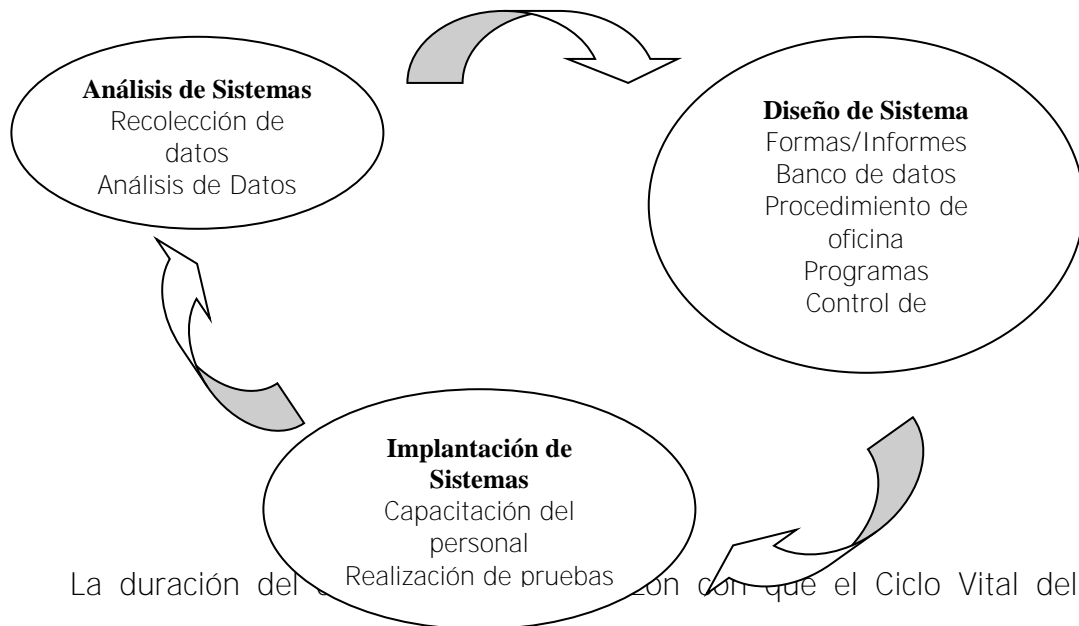 Análisis de Sistemas
Recolección de
datos
Análisis de Datos
Diseño de Sistema
Formas/Informes
Banco de datos
Procedimiento de
oficina
Programas
Control de
Implantación de
Sistemas
Capacitación del
personal
Realización de pruebas
La duración del con que el Ciclo Vital del